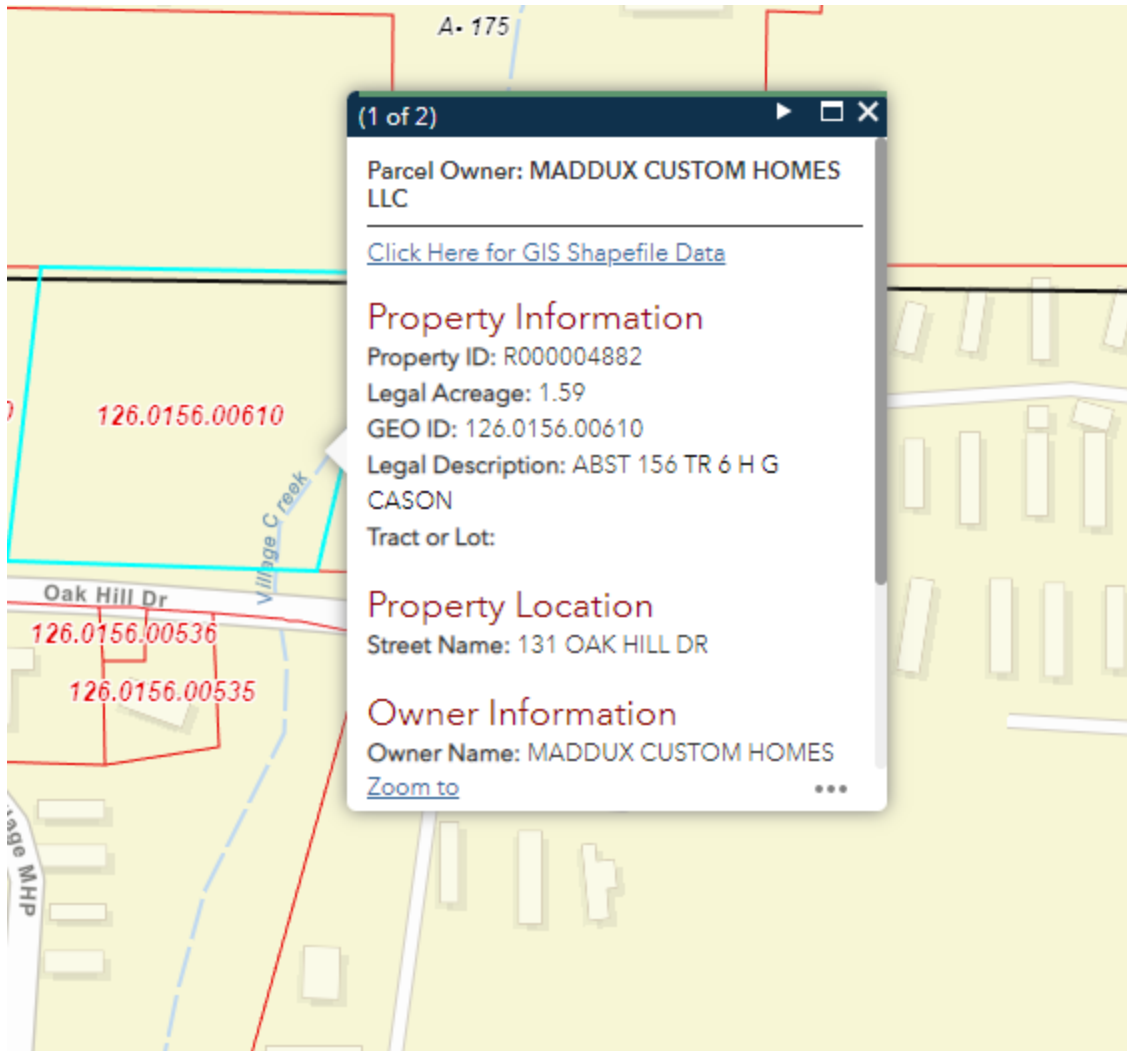 A- 175
(1 of 2)
Parcel Owner: MADDUX CUSTOM HOMES
LLC
Click Here for GIS Shapefile Data
Property Information
Property ID: R000004882
Legal Acreage: 1.59
GEO ID: 126.0156.00610
Legal Description: ABST 156 TR 6 H G
CASON
Tract or Lot:
Property Location
Street Name: 131 OAK HILL DR
Owner Information
Owner Name: MADDUX CUSTOM HOMES
Zoom to
126.0156.00610
Village Creek
Oak Hill Dr
126.0156.00536
126.0156.00535
MHP